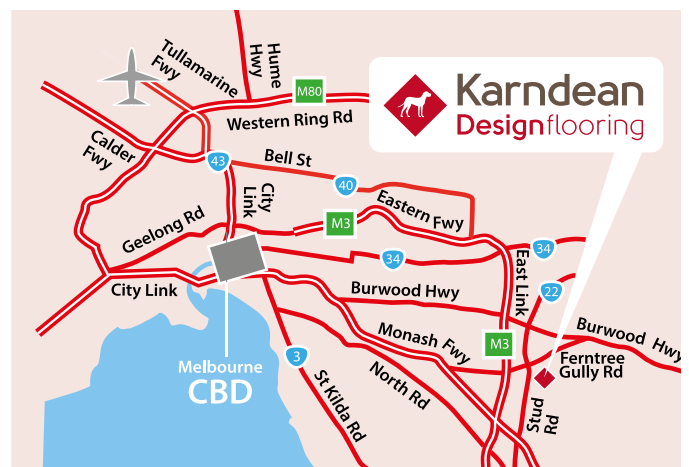 Tullamarine
Fwy
Hume
Hwy
M80
Western Ring Rd
Karndean
Designflooring
Calder
Fwy
43
Bell St
40
City
Link
Geelong Rd
M3
Eastern Fwy
34
34
East Link
22
City Link
Burwood Hwy
Burwood Hwy
Monash Fwy
M3
Ferntree
Gully Rd
Melbourne
CBD
3
St Kilda Rd
North Rd
Stud
Rd